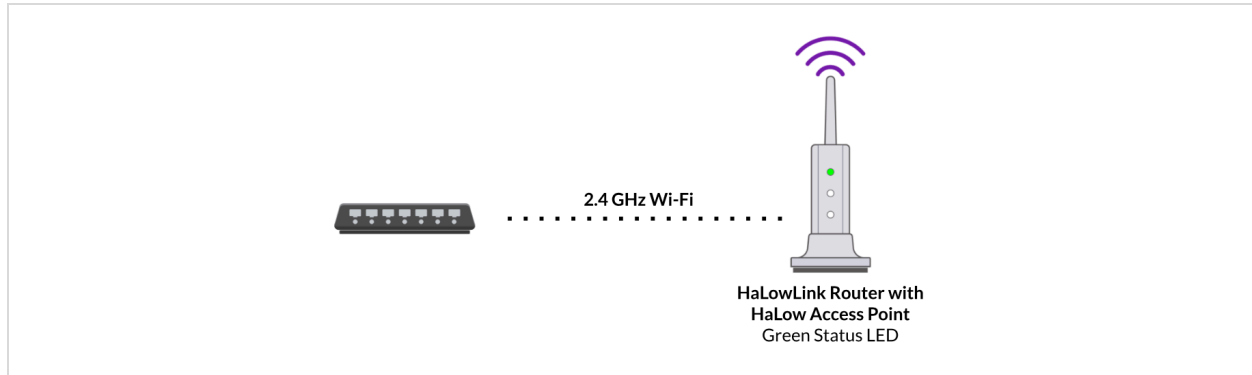 2.4 GHz Wi-Fi
HaLowLink Router with
HaLow Access Point
Green Status LED